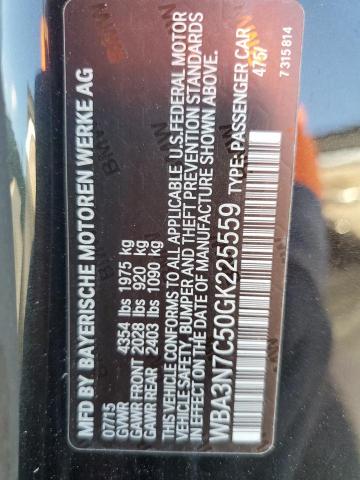 MFD BY BAYERISCHE MOTOREN WERKE AG
07/15
GVWR 4354 lbs 1975 kg
GAWR FRONT 2028 lbs 920 kg
GAWR REAR 2403 lbs 1090 kg
THIS VEHICLE CONFORMS TO ALL APPLICABLE U.S.FEDERAL MOTOR
VEHICLE SAFETY, BUMPER AND THEFT PREVENTION STANDARDS
IN EFFECT ON THE DATE OF MANUFACTURE SHOWN ABOVE.
WBA3N7C50GK225559 TYPE: PASSENGER CAR
475/
7 315 814